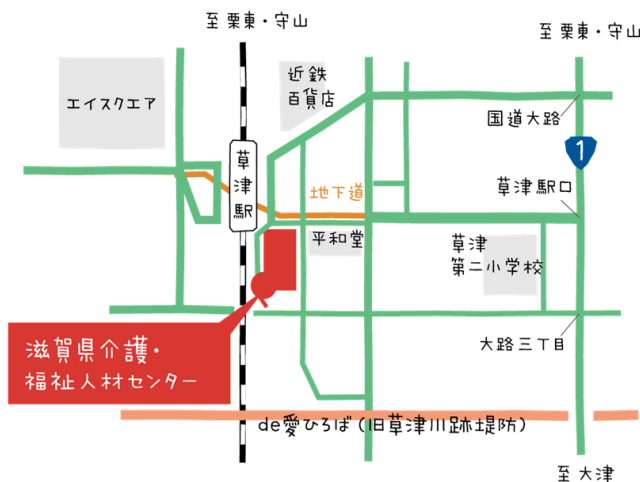 至 栗東・守山
至 栗東・守山
エイスクエア
近鉄
百貨店
国道大路
1
草津駅
地下道
草津駅口
平和堂
草津
第二小学校
大路三丁目
滋賀県介護・
福祉人材センター
de愛ひろば(旧草津川跡堤防)
至 大津